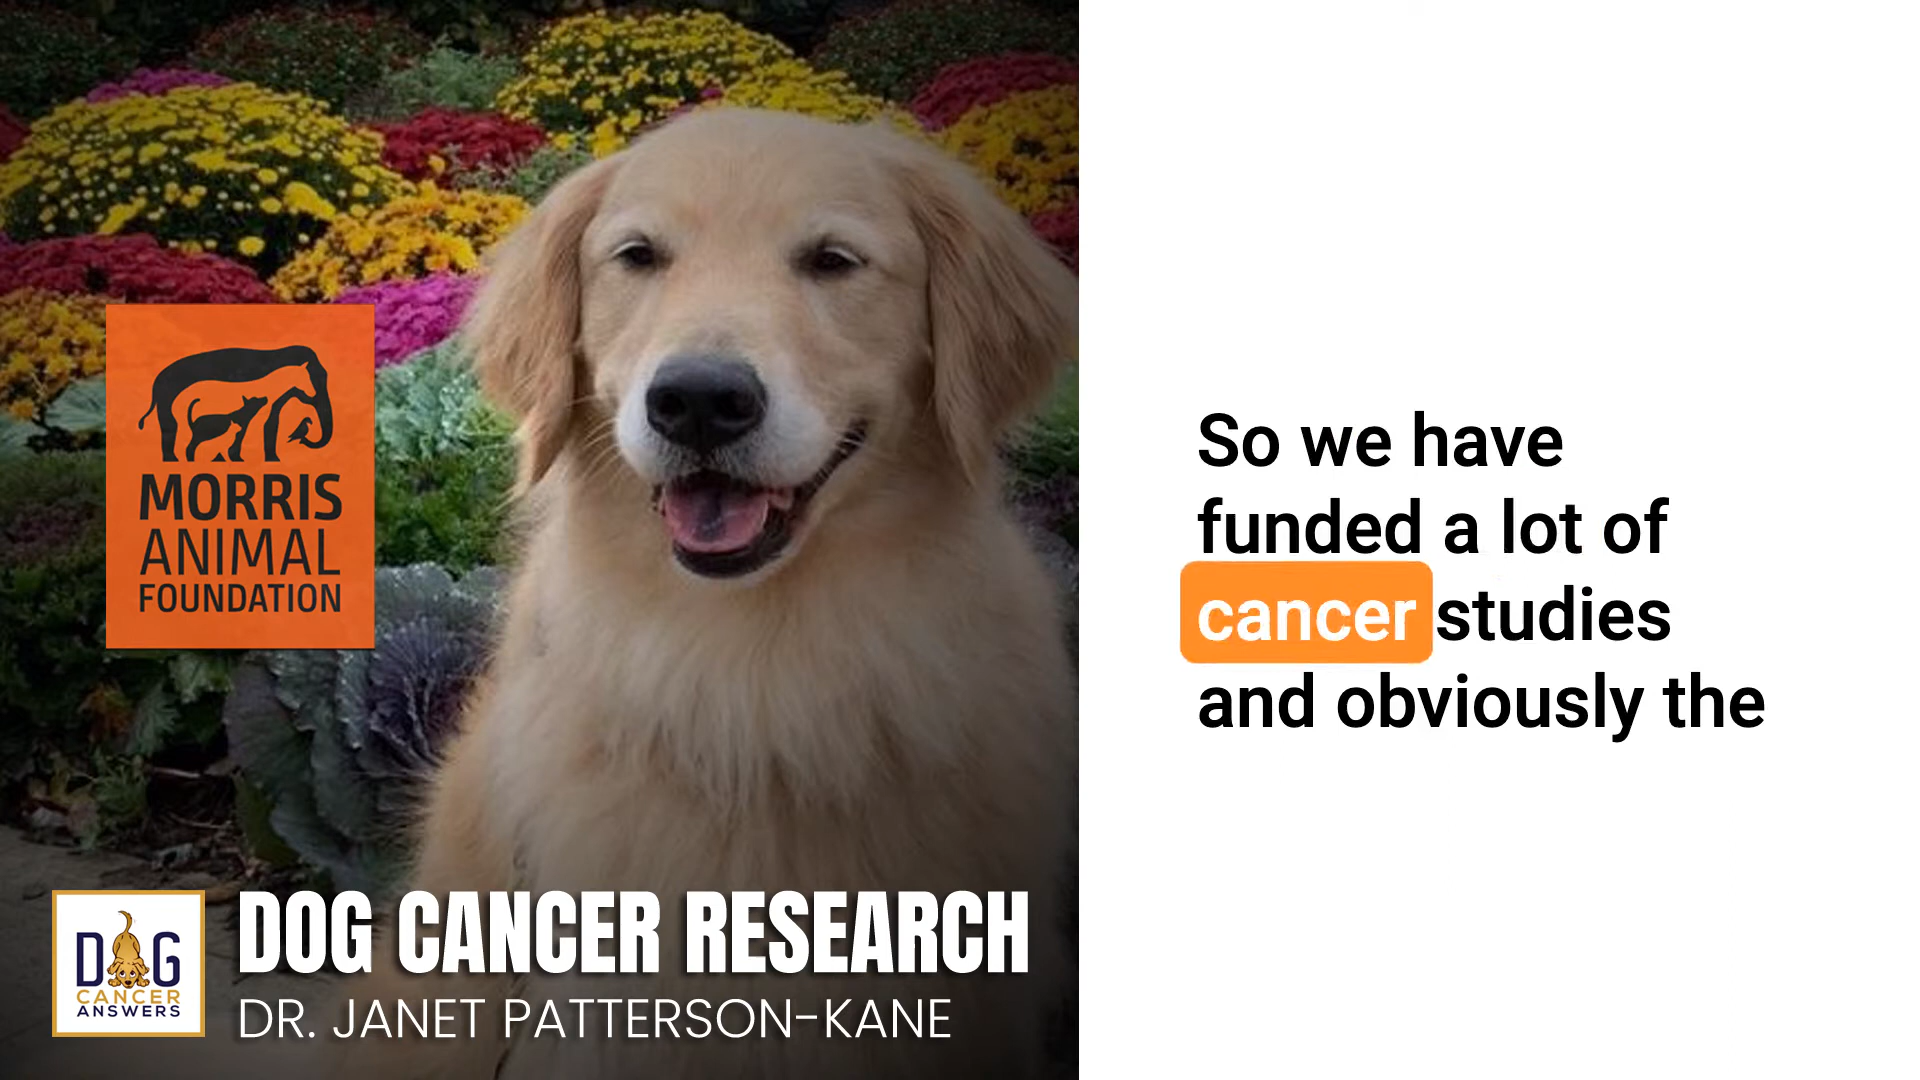 MORRIS
ANIMAL
FOUNDATION
DOG
CANCER
ANSWERS
DOG CANCER RESEARCH
DR. JANET PATTERSON-KANE
So we have
funded a lot of
cancer studies
and obviously the